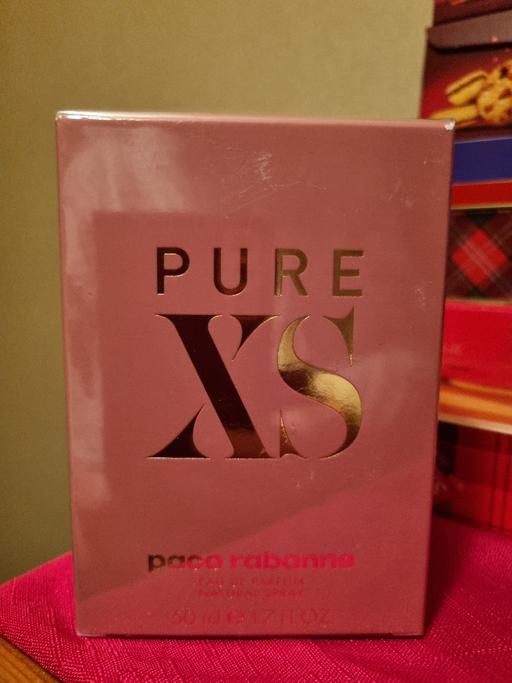 PURE
XS
paco rabanne
EAU DE PARFUM
NATURAL SPRAY
50 ml ℮ 1.7 FL.OZ